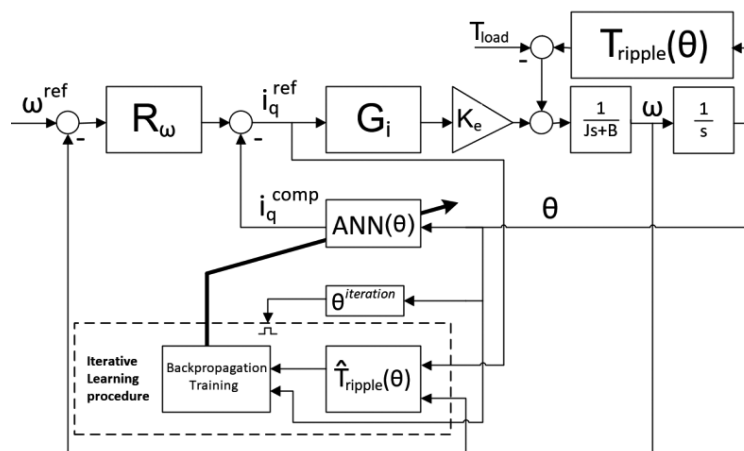 T_load
-
T_ripple(θ)
ω^ref
-
R_ω
-
i_q^ref
G_i
K_e
1
Js+B
ω
1
s
i_q^comp
ANN(θ)
θ
θ^iteration
Iterative
Learning
procedure
Backpropagation
Training
T̂_ripple(θ)